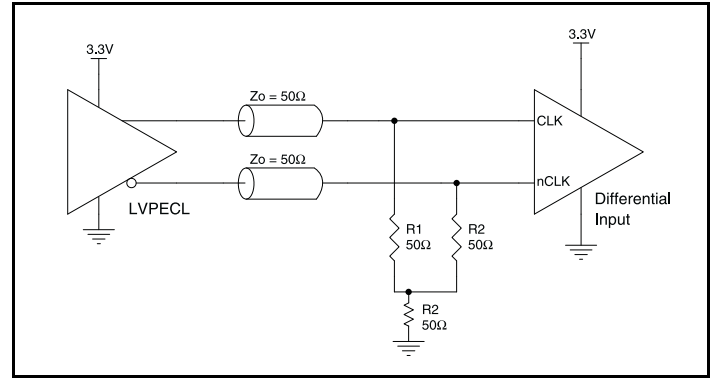 3.3V
3.3V
Zo = 50Ω
CLK
Zo = 50Ω
nCLK
LVPECL
Differential
Input
R1
50Ω
R2
50Ω
R2
50Ω